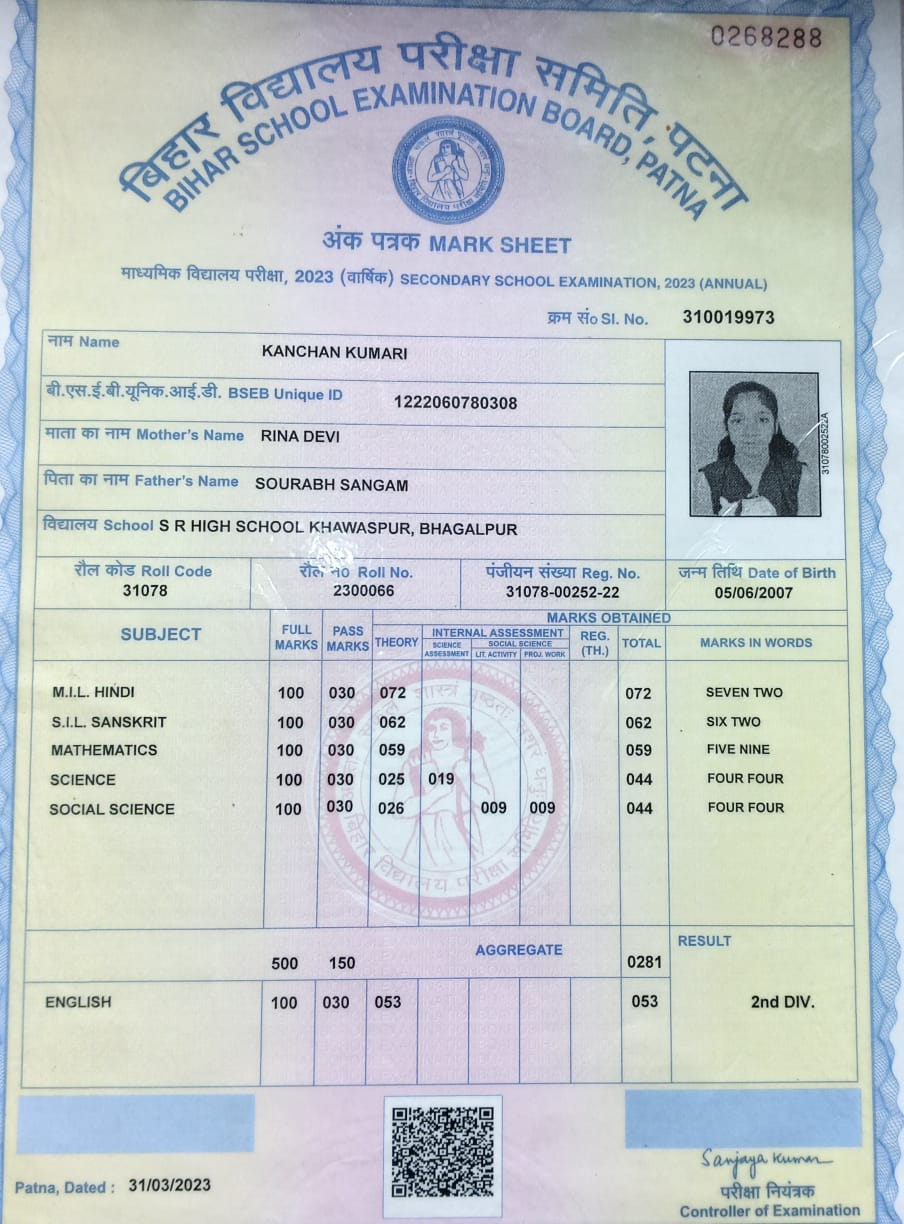 0268288
बिहार विद्यालय परीक्षा समिति, पटना
BIHAR SCHOOL EXAMINATION BOARD, PATNA
अंक पत्रक MARK SHEET
माध्यमिक विद्यालय परीक्षा, 2023 (वार्षिक) SECONDARY SCHOOL EXAMINATION, 2023 (ANNUAL)
क्रम सं० Sl. No. 310019973
नाम Name KANCHAN KUMARI
बी.एस.ई.बी.यूनिक.आई.डी. BSEB Unique ID 1222060780308
माता का नाम Mother's Name RINA DEVI
पिता का नाम Father's Name SOURABH SANGAM
विद्यालय School S R HIGH SCHOOL KHAWASPUR, BHAGALPUR
31078002522A
रौल कोड Roll Code रौल न० Roll No. पंजीयन संख्या Reg. No. जन्म तिथि Date of Birth
31078 2300066 31078-00252-22 05/06/2007
SUBJECT FULL MARKS PASS MARKS MARKS OBTAINED
THEORY INTERNAL ASSESSMENT REG. (TH.) TOTAL MARKS IN WORDS
SCIENCE ASSESSMENT SOCIAL SCIENCE
LIT. ACTIVITY PROJ. WORK
M.I.L. HINDI 100 030 072 072 SEVEN TWO
S.I.L. SANSKRIT 100 030 062 062 SIX TWO
MATHEMATICS 100 030 059 059 FIVE NINE
SCIENCE 100 030 025 019 044 FOUR FOUR
SOCIAL SCIENCE 100 030 026 009 009 044 FOUR FOUR
बिहार विद्यालय परीक्षा समिति
500 150 AGGREGATE 0281 RESULT
ENGLISH 100 030 053 053 2nd DIV.
Sanjaya Kumar
Patna, Dated : 31/03/2023
परीक्षा नियंत्रक
Controller of Examination